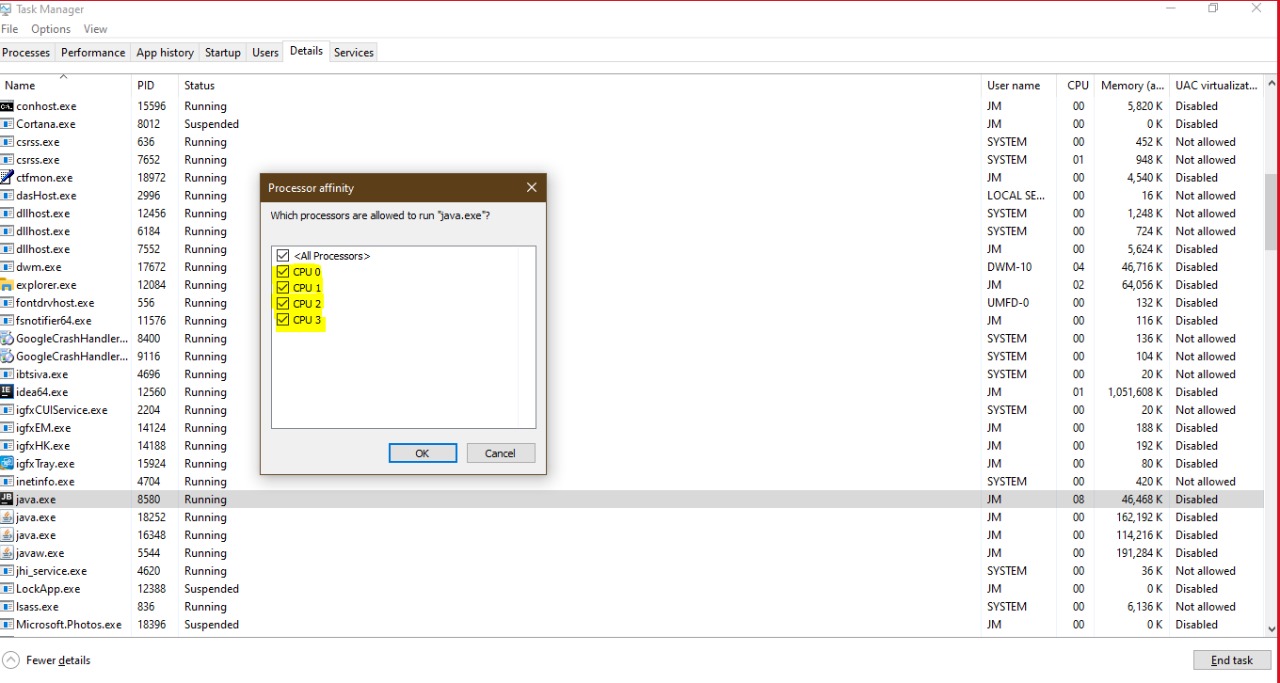 Task Manager
File Options View
Processes Performance App history Startup Users Details Services
Name PID Status User name CPU Memory (a... UAC virtualizat...
conhost.exe 15596 Running JM 00 5,820 K Disabled
Cortana.exe 8012 Suspended JM 00 0 K Disabled
csrss.exe 636 Running SYSTEM 00 452 K Not allowed
csrss.exe 7652 Running SYSTEM 01 948 K Not allowed
ctfmon.exe 18972 Running JM 00 4,540 K Disabled
dasHost.exe 2996 Running LOCAL SE... 00 16 K Not allowed
dllhost.exe 12456 Running SYSTEM 00 1,248 K Not allowed
dllhost.exe 6184 Running SYSTEM 00 724 K Not allowed
dllhost.exe 7552 Running JM 00 5,624 K Disabled
dwm.exe 17672 Running DWM-10 04 46,716 K Disabled
explorer.exe 12084 Running JM 02 64,056 K Disabled
fontdrvhost.exe 556 Running UMFD-0 00 132 K Disabled
fsnotifier64.exe 11576 Running JM 00 116 K Disabled
GoogleCrashHandler... 8400 Running SYSTEM 00 136 K Not allowed
GoogleCrashHandler... 9116 Running SYSTEM 00 104 K Not allowed
ibtsiva.exe 4696 Running SYSTEM 00 20 K Not allowed
idea64.exe 12560 Running JM 01 1,051,608 K Disabled
igfxCUIService.exe 2204 Running SYSTEM 00 20 K Not allowed
igfxEM.exe 14124 Running JM 00 188 K Disabled
igfxHK.exe 14188 Running JM 00 192 K Disabled
igfxTray.exe 15924 Running JM 00 80 K Disabled
inetinfo.exe 4704 Running SYSTEM 00 420 K Not allowed
java.exe 8580 Running JM 08 46,468 K Disabled
java.exe 18252 Running JM 00 162,192 K Disabled
java.exe 16348 Running JM 00 114,216 K Disabled
javaw.exe 5544 Running JM 00 191,284 K Disabled
jhi_service.exe 4620 Running SYSTEM 00 36 K Not allowed
LockApp.exe 12388 Suspended JM 00 0 K Disabled
lsass.exe 836 Running SYSTEM 00 6,136 K Not allowed
Microsoft.Photos.exe 18396 Suspended JM 00 0 K Disabled
Processor affinity
Which processors are allowed to run "java.exe"?
<All Processors>
CPU 0
CPU 1
CPU 2
CPU 3
OK Cancel
Fewer details End task